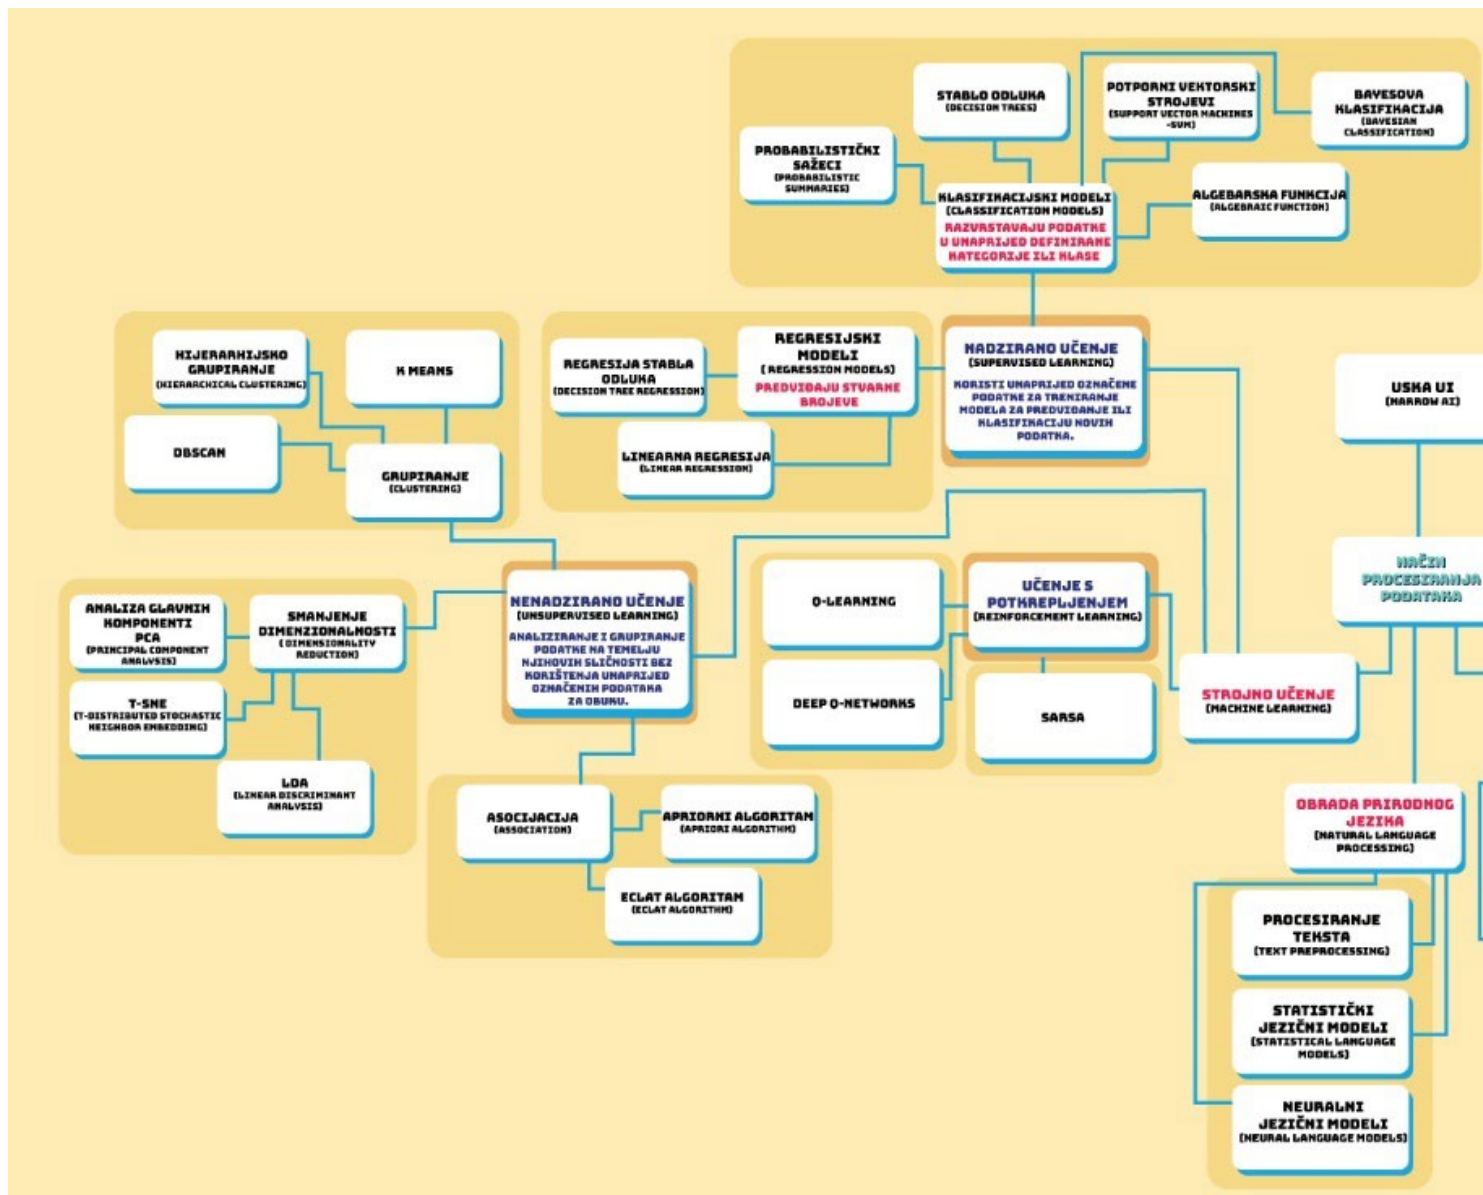 STABLO ODLUKA
(DECISION TREES)
POTPORNI VEKTORSKI
STROJEVI
(SUPPORT VECTOR MACHINES
-SVM)
BAYESOVA
KLASIFIKACIJA
(BAYESIAN
CLASSIFICATION)
PROBABILISTIČKI
SAŽECI
(PROBABILISTIC
SUMMARIES)
KLASIFIKACIJSKI MODELI
(CLASSIFICATION MODELS)
RAZVRSTAVAJU PODATKE
U UNAPRIJED DEFINIRANE
KATEGORIJE ILI KLASE
ALGEBARSKA FUNKCIJA
(ALGEBRAIC FUNCTION)
HIJERARHIJSKO
GRUPIRANJE
(HIERARCHICAL CLUSTERING)
K MEANS
DBSCAN
GRUPIRANJE
(CLUSTERING)
REGRESIJA STABLA
ODLUKA
(DECISION TREE REGRESSION)
REGRESIJSKI
MODELI
( REGRESSION MODELS)
PREDVIĐAJU STVARNE
BROJEVE
LINEARNA REGRESIJA
(LINEAR REGRESSION)
NADZIRANO UČENJE
(SUPERVISED LEARNING)
KORISTI UNAPRIJED OZNAČENE
PODATKE ZA TRENIRANJE
MODELA ZA PREDVIĐANJE ILI
KLASIFIKACIJU NOVIH
PODATKA.
USKA UI
(NARROW AI)
NAČIN
PROCESIRANJA
PODATAKA
ANALIZA GLAVNIH
KOMPONENTI
PCA
(PRINCIPAL COMPONENT
ANALYSIS)
SMANJENJE
DIMENZIONALNOSTI
( DIMENSIONALITY
REDUCTION)
T-SNE
(T-DISTRIBUTED STOCHASTIC
NEIGHBOR EMBEDDING)
LDA
(LINEAR DISCRIMINANT
ANALYSIS)
NENADZIRANO UČENJE
(UNSUPERVISED LEARNING)
ANALIZIRANJE I GRUPIRANJE
PODATKE NA TEMELJU
NJIHOVIH SLIČNOSTI BEZ
KORIŠTENJA UNAPRIJED
OZNAČENIH PODATAKA
ZA OBUKU.
Q-LEARNING
DEEP Q-NETWORKS
UČENJE S
POTKREPLJENJEM
(REINFORCEMENT LEARNING)
SARSA
STROJNO UČENJE
(MACHINE LEARNING)
ASOCIJACIJA
(ASSOCIATION)
APRIORNI ALGORITAM
(APRIORI ALGORITHM)
ECLAT ALGORITAM
(ECLAT ALGORITHM)
OBRADA PRIRODNOG
JEZIKA
(NATURAL LANGUAGE
PROCESSING)
PROCESIRANJE
TEKSTA
(TEXT PREPROCESSING)
STATISTIČKI
JEZIČNI MODELI
(STATISTICAL LANGUAGE
MODELS)
NEURALNI
JEZIČNI MODELI
(NEURAL LANGUAGE MODELS)